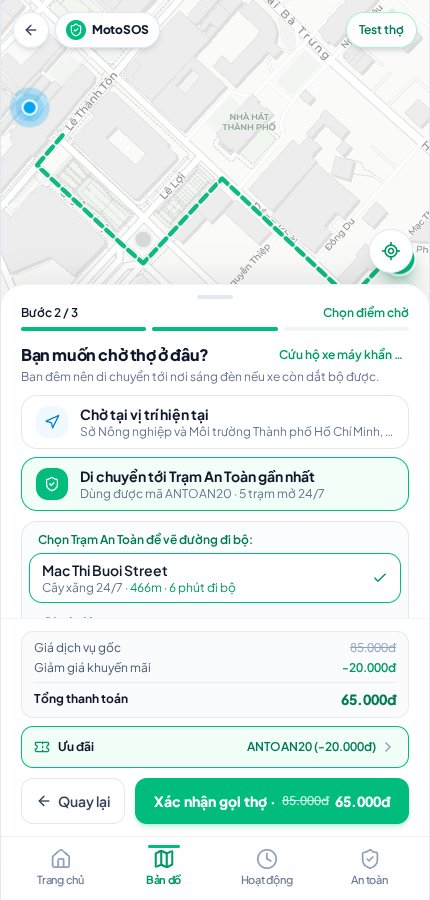 MotoSOS
Test thợ
Hai Bà Trưng
Lê Thánh Tôn
NHÀ HÁT
THÀNH PHỐ
Lê Lợi
Đông Du
Mạc Thị
Bước 2 / 3
Chọn điểm chờ
Bạn muốn chờ thợ ở đâu?
Cứu hộ xe máy khẩn ...
Ban đêm nên di chuyển tới nơi sáng đèn nếu xe còn dắt bộ được.
Chờ tại vị trí hiện tại
Sở Nông nghiệp và Môi trường Thành phố Hồ Chí Minh, ...
Di chuyển tới Trạm An Toàn gần nhất
Dùng được mã ANTOAN20 · 5 trạm mở 24/7
Chọn Trạm An Toàn để vẽ đường đi bộ:
Mac Thi Buoi Street
Cây xăng 24/7 · 466m · 6 phút đi bộ
Giá dịch vụ gốc
85.000đ
Giảm giá khuyến mãi
-20.000đ
Tổng thanh toán
65.000đ
Ưu đãi
ANTOAN20 (-20.000đ)
Quay lại
Xác nhận gọi thợ · 85.000đ 65.000đ
Trang chủ
Bản đồ
Hoạt động
An toàn